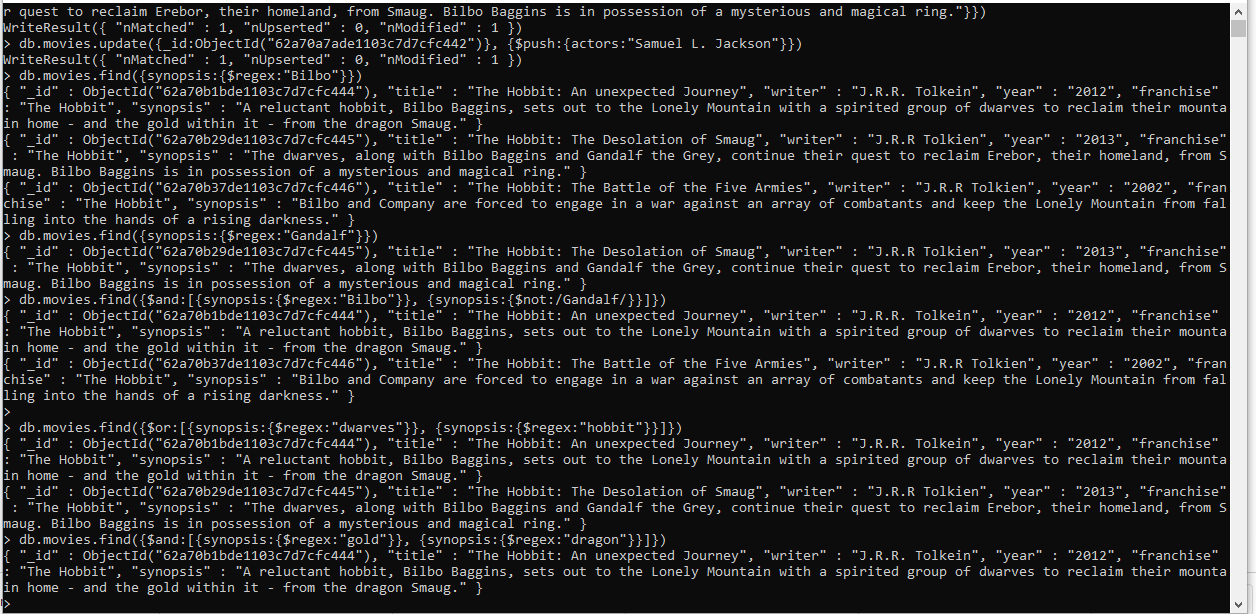 r quest to reclaim Erebor, their homeland, from Smaug. Bilbo Baggins is in possession of a mysterious and magical ring."}})
WriteResult({ "nMatched" : 1, "nUpserted" : 0, "nModified" : 1 })
> db.movies.update({_id:ObjectId("62a70a7ade1103c7d7cfc442")}, {$push:{actors:"Samuel L. Jackson"}})
WriteResult({ "nMatched" : 1, "nUpserted" : 0, "nModified" : 1 })
> db.movies.find({synopsis:{$regex:"Bilbo"}})
{ "_id" : ObjectId("62a70b1bde1103c7d7cfc444"), "title" : "The Hobbit: An unexpected Journey", "writer" : "J.R.R. Tolkein", "year" : "2012", "franchise"
: "The Hobbit", "synopsis" : "A reluctant hobbit, Bilbo Baggins, sets out to the Lonely Mountain with a spirited group of dwarves to reclaim their mounta
in home - and the gold within it - from the dragon Smaug." }
{ "_id" : ObjectId("62a70b29de1103c7d7cfc445"), "title" : "The Hobbit: The Desolation of Smaug", "writer" : "J.R.R Tolkien", "year" : "2013", "franchise"
 : "The Hobbit", "synopsis" : "The dwarves, along with Bilbo Baggins and Gandalf the Grey, continue their quest to reclaim Erebor, their homeland, from S
maug. Bilbo Baggins is in possession of a mysterious and magical ring." }
{ "_id" : ObjectId("62a70b37de1103c7d7cfc446"), "title" : "The Hobbit: The Battle of the Five Armies", "writer" : "J.R.R Tolkien", "year" : "2002", "fran
chise" : "The Hobbit", "synopsis" : "Bilbo and Company are forced to engage in a war against an array of combatants and keep the Lonely Mountain from fal
ling into the hands of a rising darkness." }
> db.movies.find({synopsis:{$regex:"Gandalf"}})
{ "_id" : ObjectId("62a70b29de1103c7d7cfc445"), "title" : "The Hobbit: The Desolation of Smaug", "writer" : "J.R.R Tolkien", "year" : "2013", "franchise"
 : "The Hobbit", "synopsis" : "The dwarves, along with Bilbo Baggins and Gandalf the Grey, continue their quest to reclaim Erebor, their homeland, from S
maug. Bilbo Baggins is in possession of a mysterious and magical ring." }
> db.movies.find({$and:[{synopsis:{$regex:"Bilbo"}}, {synopsis:{$not:/Gandalf/}}]})
{ "_id" : ObjectId("62a70b1bde1103c7d7cfc444"), "title" : "The Hobbit: An unexpected Journey", "writer" : "J.R.R. Tolkein", "year" : "2012", "franchise"
: "The Hobbit", "synopsis" : "A reluctant hobbit, Bilbo Baggins, sets out to the Lonely Mountain with a spirited group of dwarves to reclaim their mounta
in home - and the gold within it - from the dragon Smaug." }
{ "_id" : ObjectId("62a70b37de1103c7d7cfc446"), "title" : "The Hobbit: The Battle of the Five Armies", "writer" : "J.R.R Tolkien", "year" : "2002", "fran
chise" : "The Hobbit", "synopsis" : "Bilbo and Company are forced to engage in a war against an array of combatants and keep the Lonely Mountain from fal
ling into the hands of a rising darkness." }
>
> db.movies.find({$or:[{synopsis:{$regex:"dwarves"}}, {synopsis:{$regex:"hobbit"}}]})
{ "_id" : ObjectId("62a70b1bde1103c7d7cfc444"), "title" : "The Hobbit: An unexpected Journey", "writer" : "J.R.R. Tolkein", "year" : "2012", "franchise"
: "The Hobbit", "synopsis" : "A reluctant hobbit, Bilbo Baggins, sets out to the Lonely Mountain with a spirited group of dwarves to reclaim their mounta
in home - and the gold within it - from the dragon Smaug." }
{ "_id" : ObjectId("62a70b29de1103c7d7cfc445"), "title" : "The Hobbit: The Desolation of Smaug", "writer" : "J.R.R Tolkien", "year" : "2013", "franchise"
 : "The Hobbit", "synopsis" : "The dwarves, along with Bilbo Baggins and Gandalf the Grey, continue their quest to reclaim Erebor, their homeland, from S
maug. Bilbo Baggins is in possession of a mysterious and magical ring." }
> db.movies.find({$and:[{synopsis:{$regex:"gold"}}, {synopsis:{$regex:"dragon"}}]})
{ "_id" : ObjectId("62a70b1bde1103c7d7cfc444"), "title" : "The Hobbit: An unexpected Journey", "writer" : "J.R.R. Tolkein", "year" : "2012", "franchise"
: "The Hobbit", "synopsis" : "A reluctant hobbit, Bilbo Baggins, sets out to the Lonely Mountain with a spirited group of dwarves to reclaim their mounta
in home - and the gold within it - from the dragon Smaug." }
>